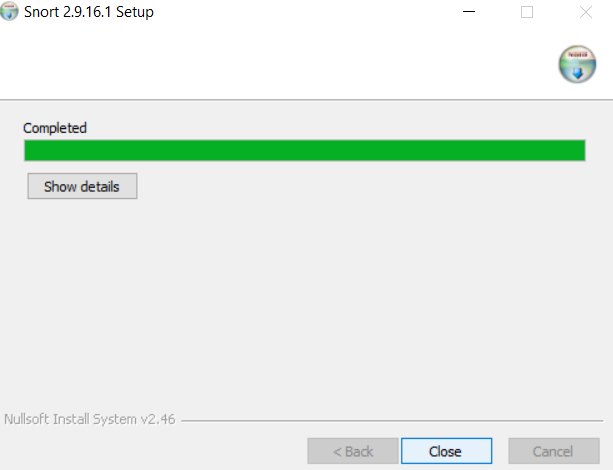 Snort 2.9.16.1 Setup
Completed
Show details
Nullsoft Install System v2.46
< Back
Close
Cancel